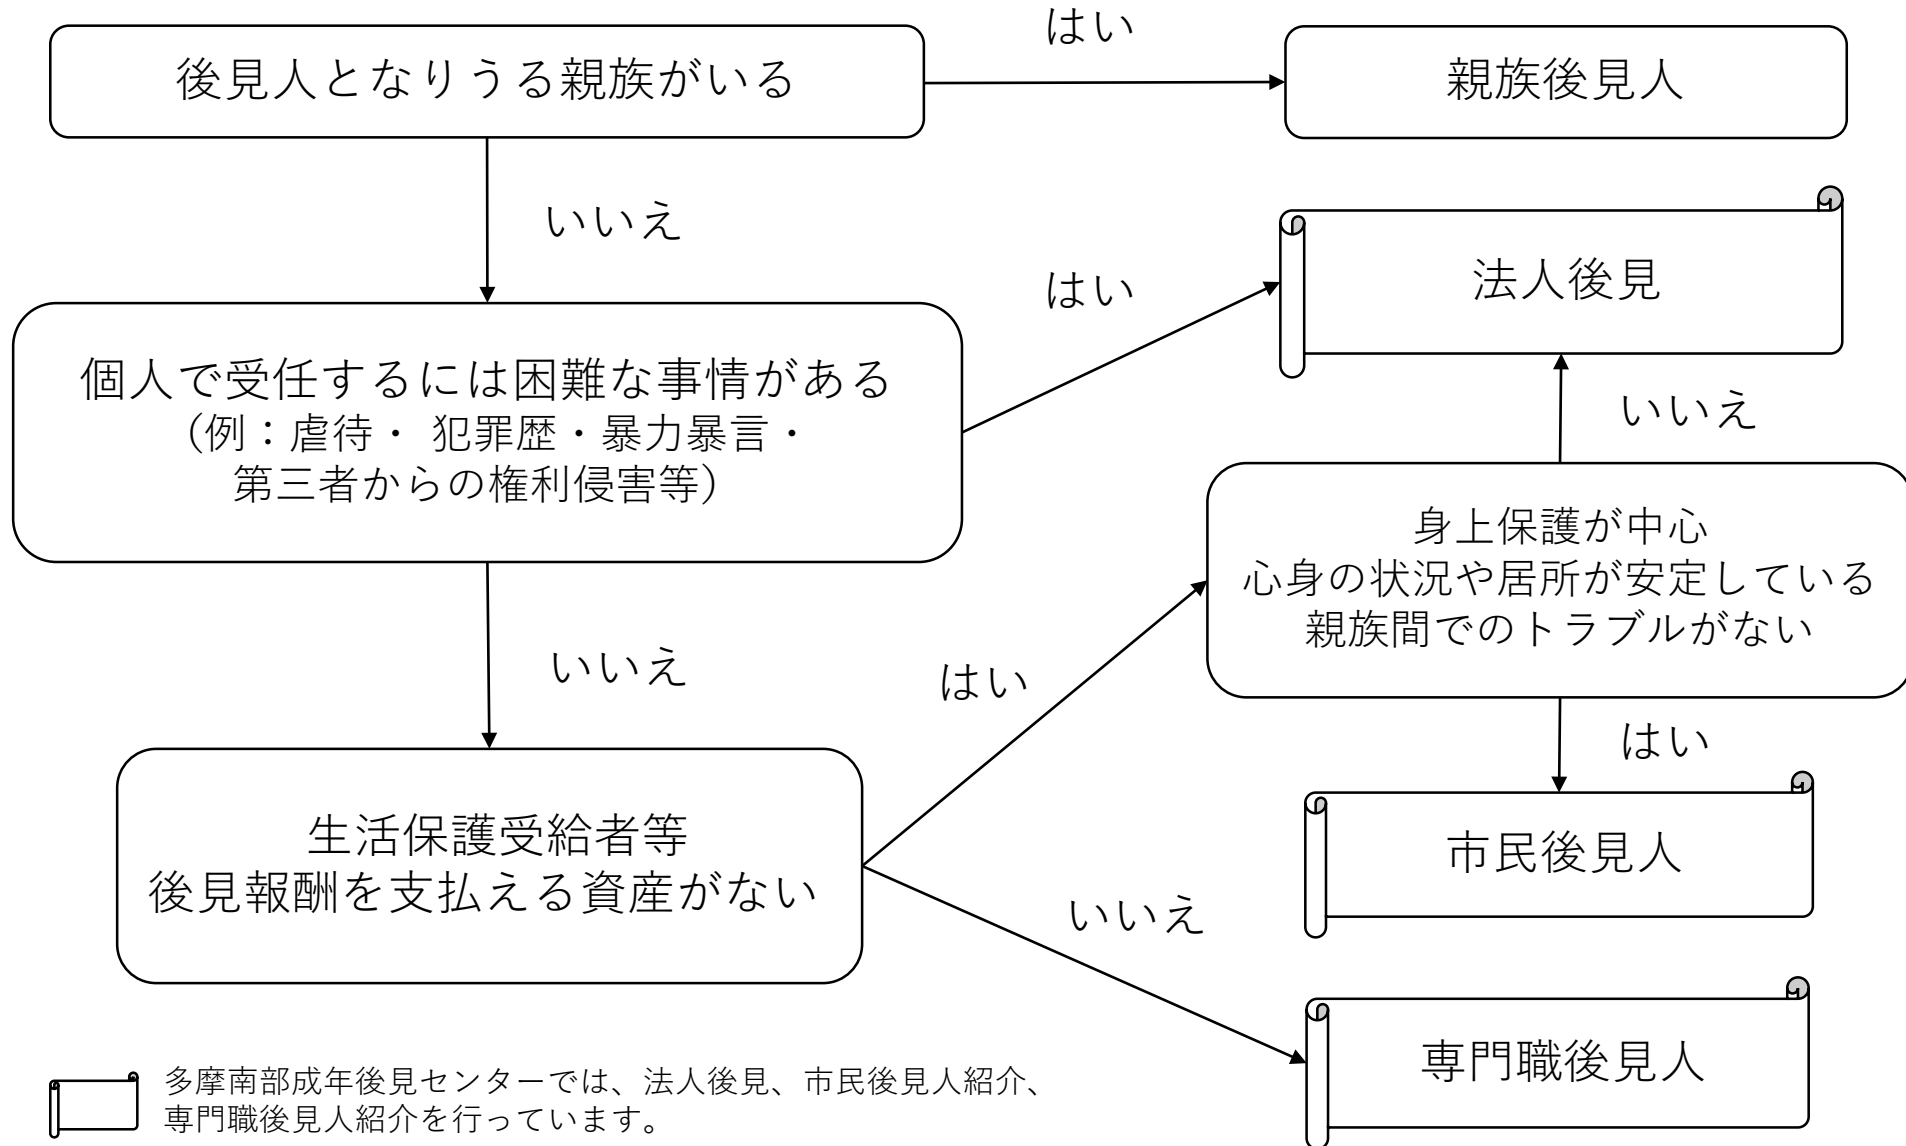 後見人となりうる親族がいる
はい
親族後見人
いいえ
個人で受任するには困難な事情がある
（例：虐待・ 犯罪歴・暴力暴言・
第三者からの権利侵害等）
はい
法人後見
いいえ
身上保護が中心
心身の状況や居所が安定している
親族間でのトラブルがない
いいえ
はい
はい
生活保護受給者等
後見報酬を支払える資産がない
市民後見人
いいえ
専門職後見人
多摩南部成年後見センターでは、法人後見、市民後見人紹介、
専門職後見人紹介を行っています。